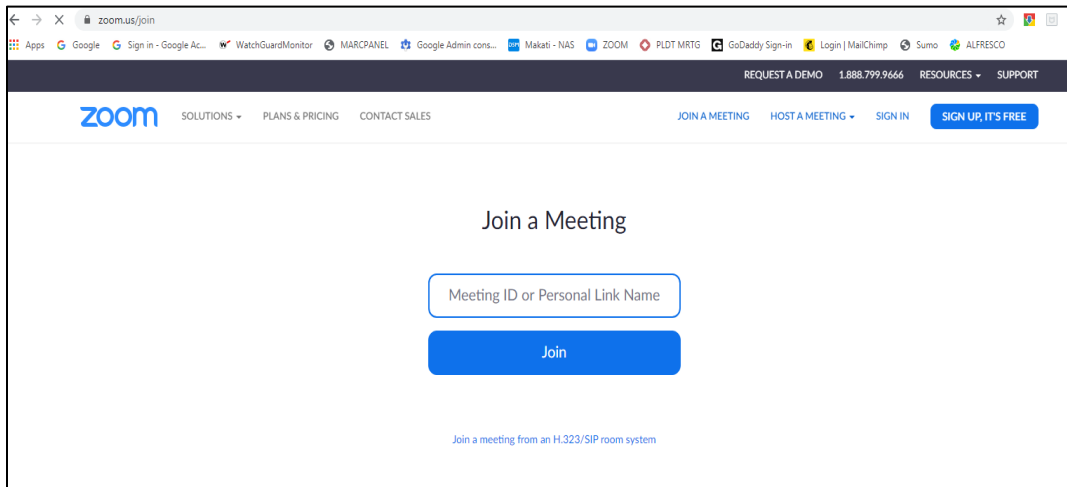 zoom.us/join
Apps Google Sign in - Google Ac... WatchGuardMonitor MARCPANEL Google Admin cons... Makati - NAS ZOOM PLDT MRTG GoDaddy Sign-in Login | MailChimp Sumo ALFRESCO
REQUEST A DEMO 1.888.799.9666 RESOURCES SUPPORT
zoom SOLUTIONS PLANS & PRICING CONTACT SALES JOIN A MEETING HOST A MEETING SIGN IN SIGN UP, IT'S FREE
Join a Meeting
Meeting ID or Personal Link Name
Join
Join a meeting from an H.323/SIP room system